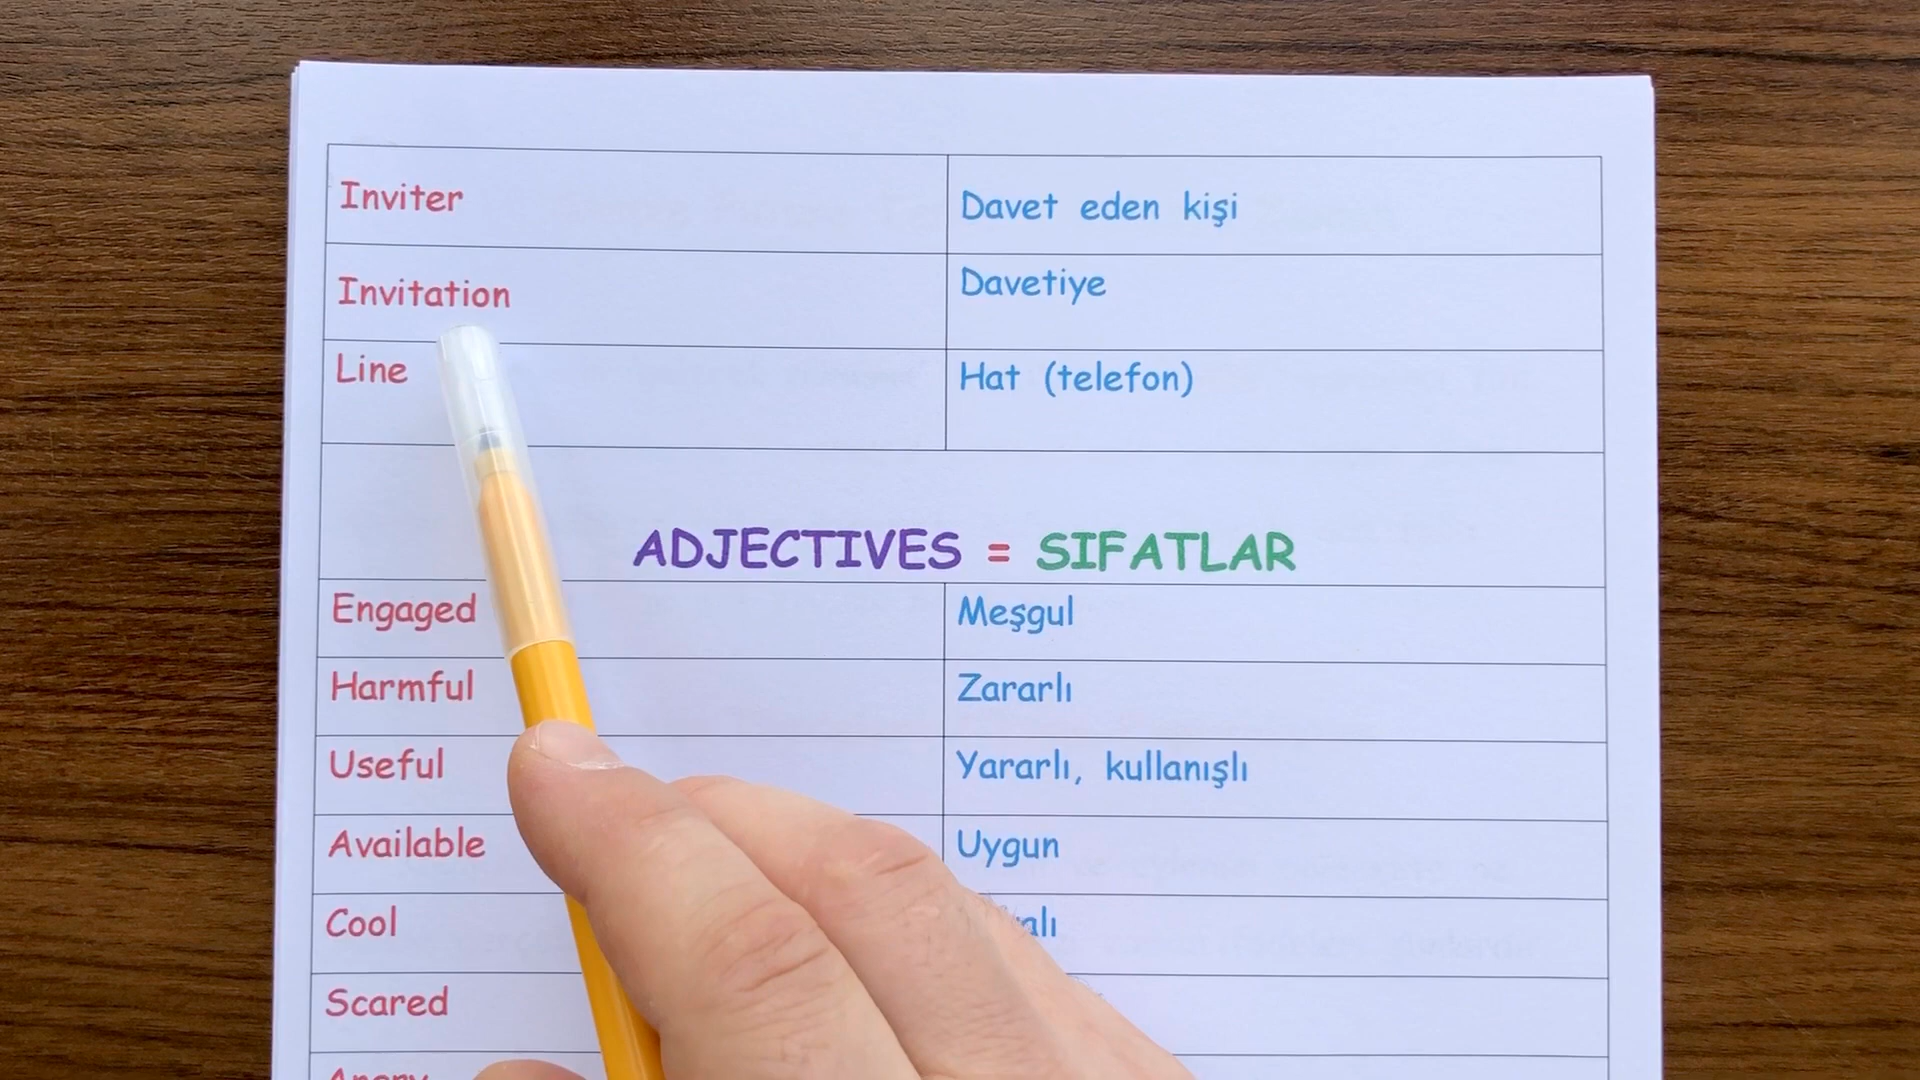 Inviter Davet eden kişi
Invitation Davetiye
Line Hat (telefon)
ADJECTIVES = SIFATLAR
Engaged Meşgul
Harmful Zararlı
Useful Yararlı, kullanışlı
Available Uygun
Cool
Scared